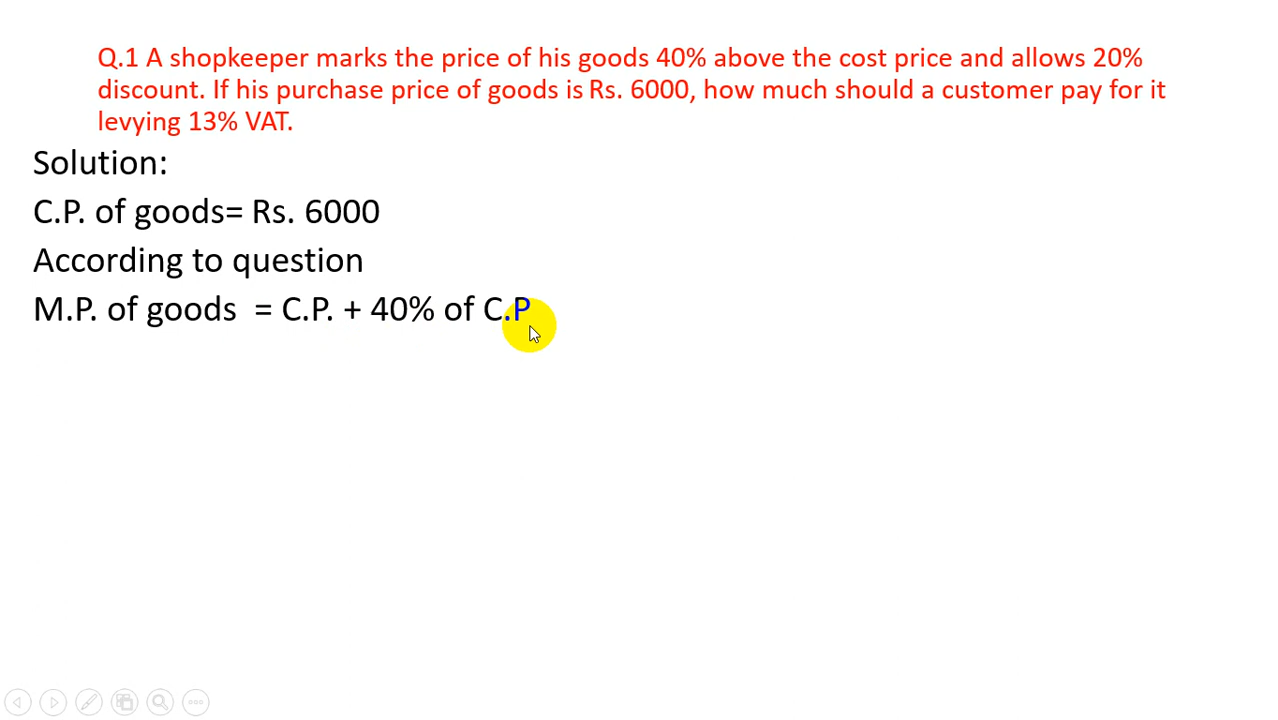 Q.1 A shopkeeper marks the price of his goods 40% above the cost price and allows 20%
discount. If his purchase price of goods is Rs. 6000, how much should a customer pay for it
levying 13% VAT.
Solution:
C.P. of goods= Rs. 6000
According to question
M.P. of goods = C.P. + 40% of C.P